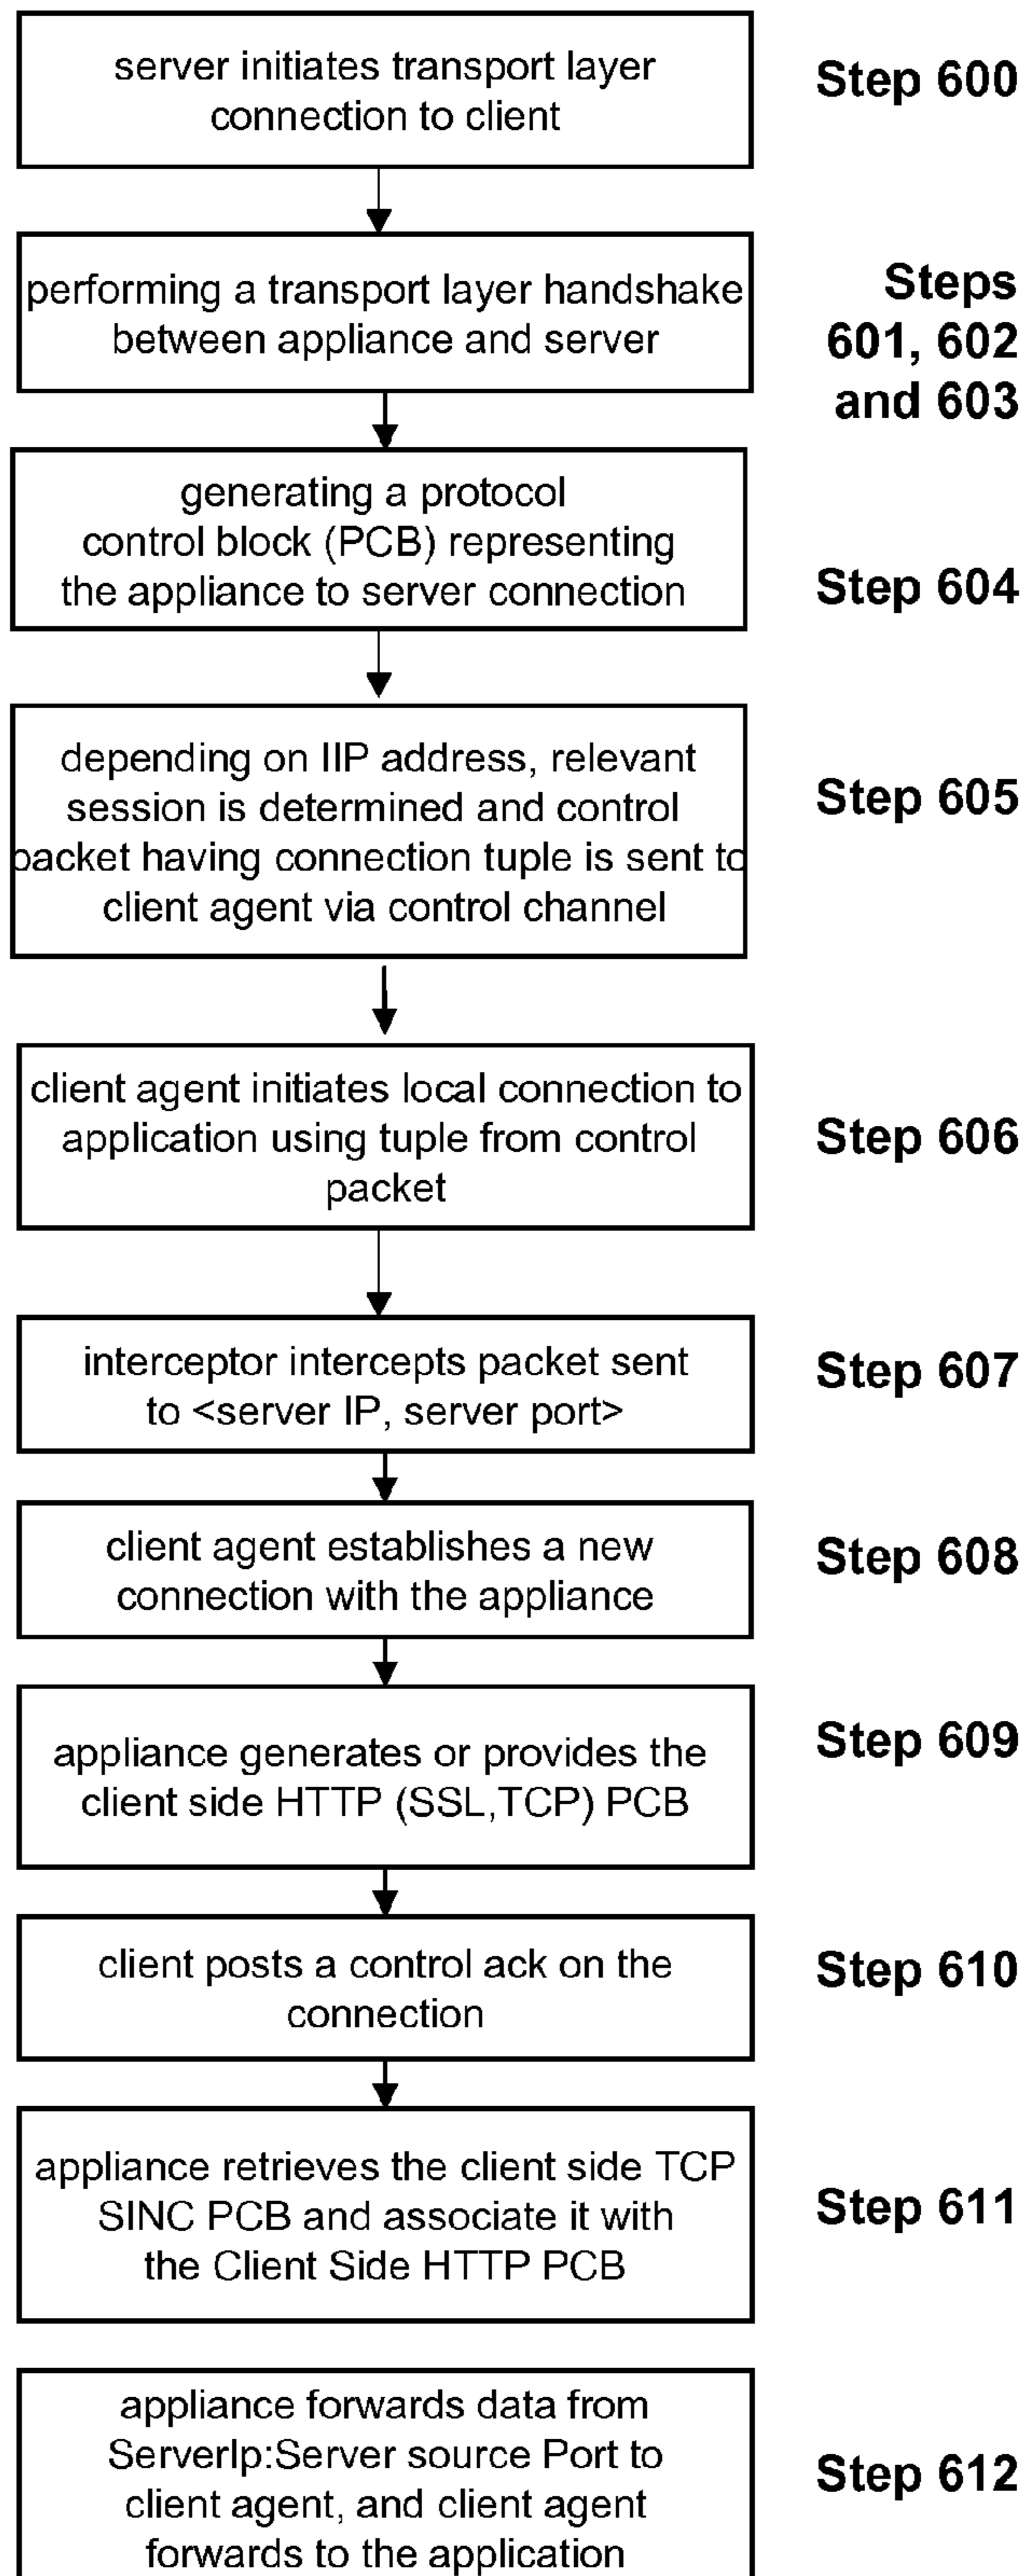 server initiates transport layer
connection to client
Step 600
performing a transport layer handshake
between appliance and server
Steps
601, 602
and 603
generating a protocol
control block (PCB) representing
the appliance to server connection
Step 604
depending on IIP address, relevant
session is determined and control
packet having connection tuple is sent to
client agent via control channel
Step 605
client agent initiates local connection to
application using tuple from control
packet
Step 606
interceptor intercepts packet sent
to <server IP, server port>
Step 607
client agent establishes a new
connection with the appliance
Step 608
appliance generates or provides the
client side HTTP (SSL,TCP) PCB
Step 609
client posts a control ack on the
connection
Step 610
appliance retrieves the client side TCP
SINC PCB and associate it with
the Client Side HTTP PCB
Step 611
appliance forwards data from
ServerIp:Server source Port to
client agent, and client agent
forwards to the application
Step 612